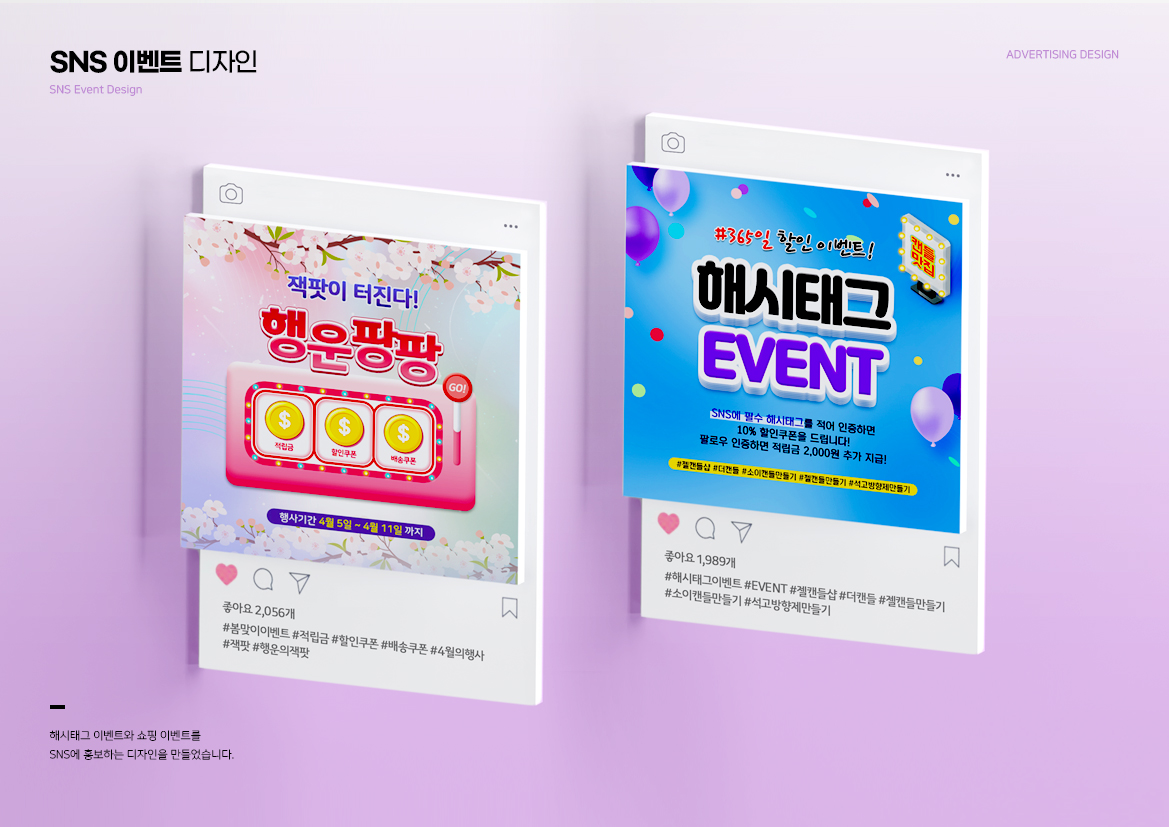 SNS 이벤트 디자인
SNS Event Design
ADVERTISING DESIGN
잭팟이 터진다!
행운팡팡
GO!
$ $ $
적립금 할인쿠폰 배송쿠폰
행사기간 4월 5일 ~ 4월 11일 까지
좋아요 2,056개
#봄맞이이벤트 #적립금 #할인쿠폰 #배송쿠폰 #4월의행사
#잭팟 #행운의잭팟
#365일 할인 이벤트!
캔들
맛집
해시태그
EVENT
SNS에 필수 해시태그를 적어 인증하면
10% 할인쿠폰을 드립니다!
팔로우 인증하면 적립금 2,000원 추가 지급!
#젤캔들샵 #더캔들 #소이캔들만들기 #젤캔들만들기 #석고방향제만들기
좋아요 1,989개
#해시태그이벤트 #EVENT #젤캔들샵 #더캔들 #젤캔들만들기
#소이캔들만들기 #석고방향제만들기
해시태그 이벤트와 쇼핑 이벤트를
SNS에 홍보하는 디자인을 만들었습니다.